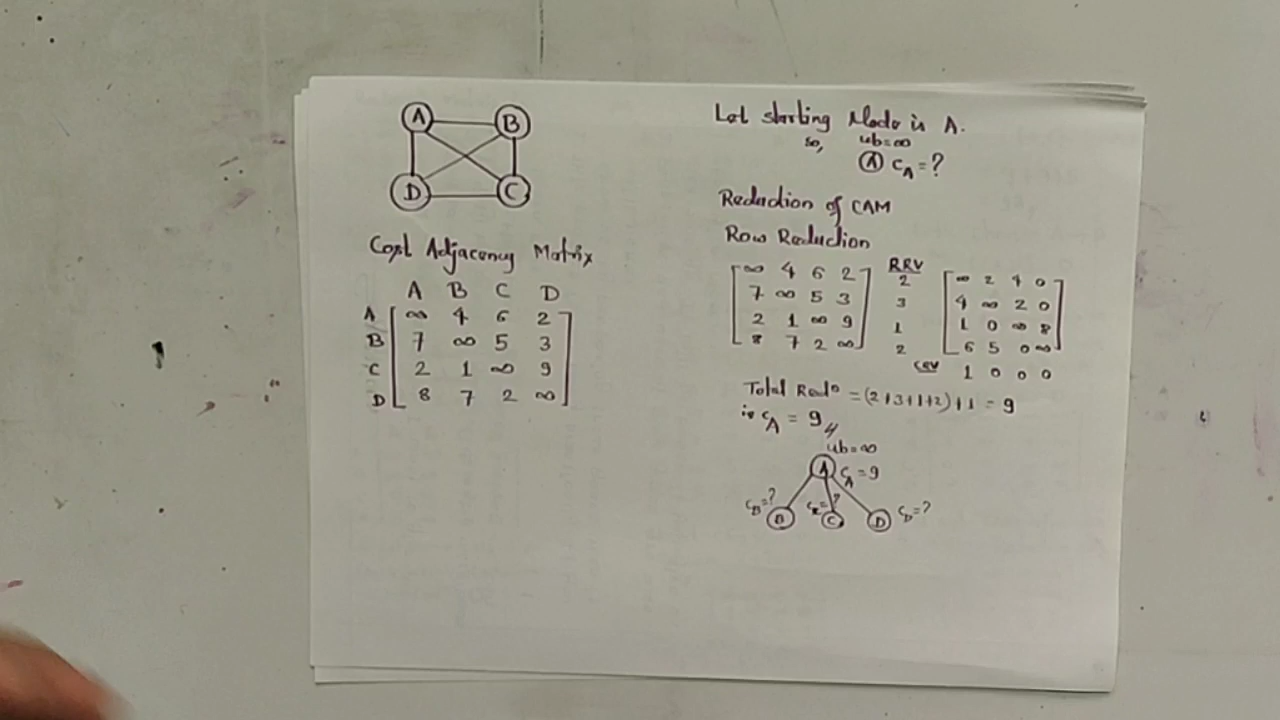 A B
D C
Cost Adjacency Matrix
A B C D
A ∞ 4 6 2
B 7 ∞ 5 3
C 2 1 ∞ 9
D 8 7 2 ∞
Let starting Node is A.
so, ub=∞
A C_A = ?
Reduction of CAM
Row Reduction
RRV
∞ 4 6 2 2 ∞ 2 4 0
7 ∞ 5 3 3 4 ∞ 2 0
2 1 ∞ 9 1 1 0 ∞ 8
8 7 2 ∞ 2 6 5 0 ∞
CRV 1 0 0 0
Total Redⁿ = (2+3+1+2)+1 = 9
ie C_A = 9
ub=∞
A C_A = 9
C_B=? C_C=? C_D=?
B C D